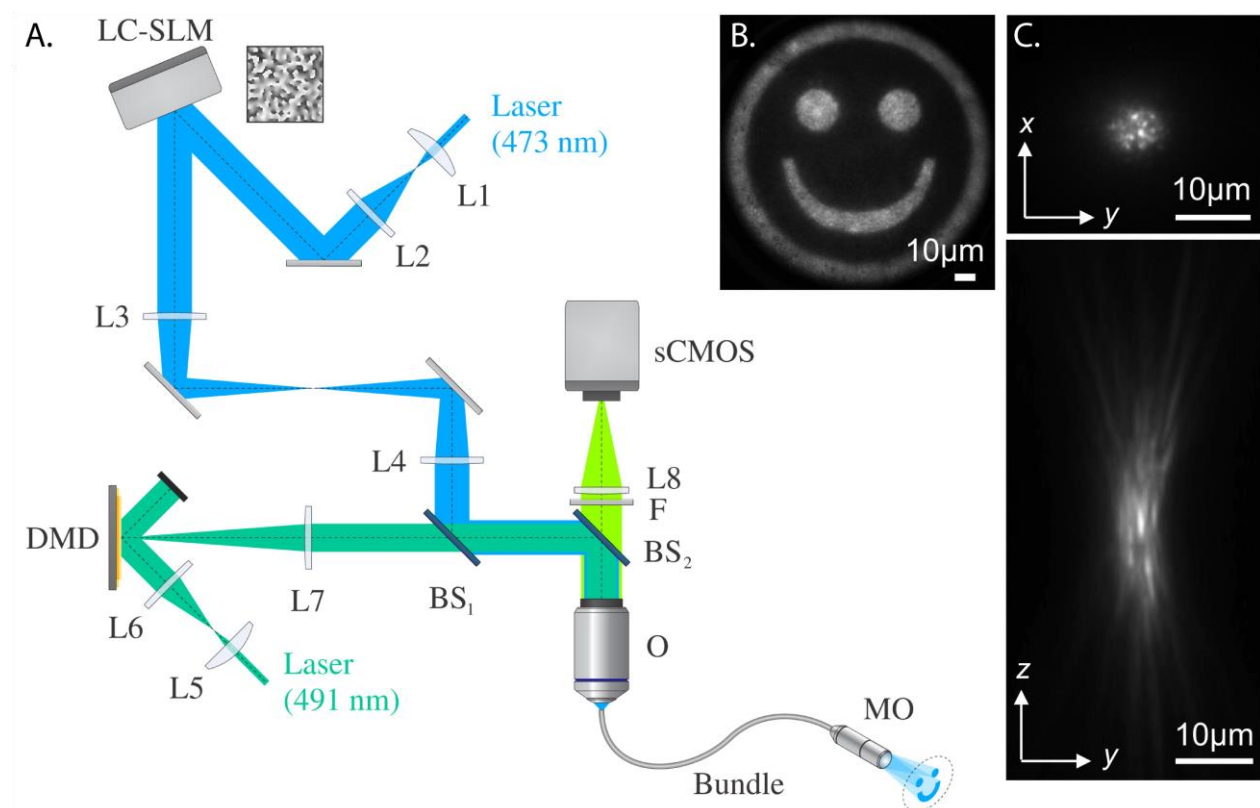 A.
LC-SLM
Laser
(473 nm)
L1
L2
L3
sCMOS
L4
L8
F
DMD
BS₂
L7
BS₁
L6
O
L5
Laser
(491 nm)
MO
Bundle
B.
10µm
C.
x
10µm
y
z
10µm
y